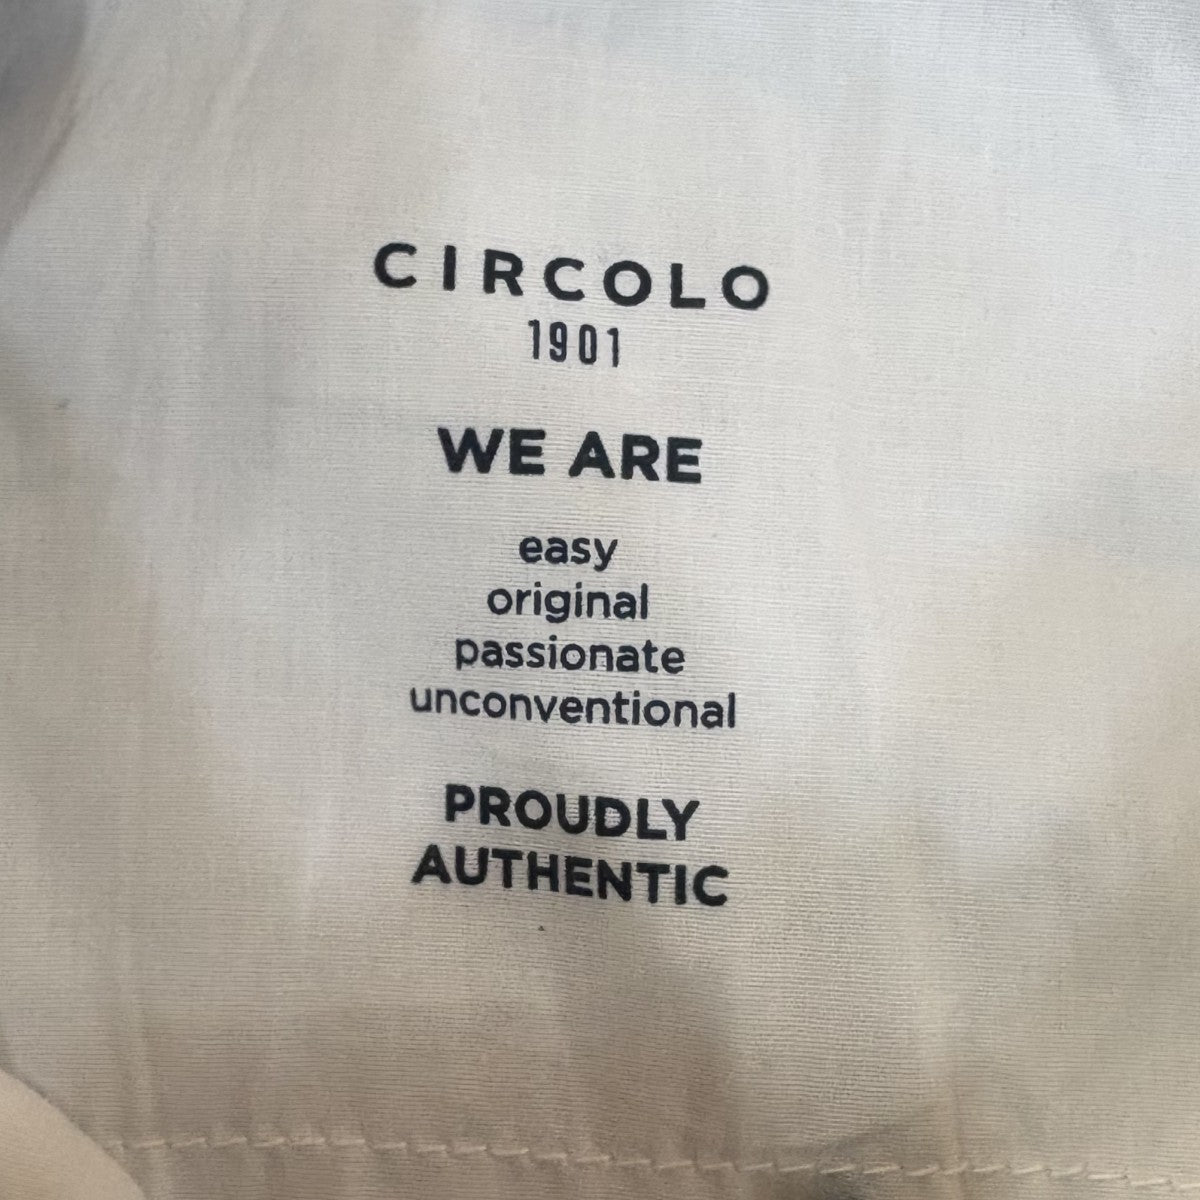 CIRCOLO
1901
WE ARE
easy
original
passionate
unconventional
PROUDLY
AUTHENTIC